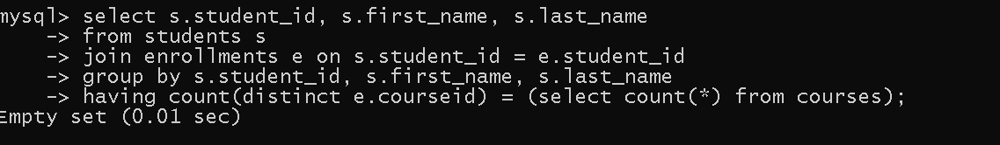 mysql> select s.student_id, s.first_name, s.last_name
-> from students s
-> join enrollments e on s.student_id = e.student_id
-> group by s.student_id, s.first_name, s.last_name
-> having count(distinct e.courseid) = (select count(*) from courses);
Empty set (0.01 sec)